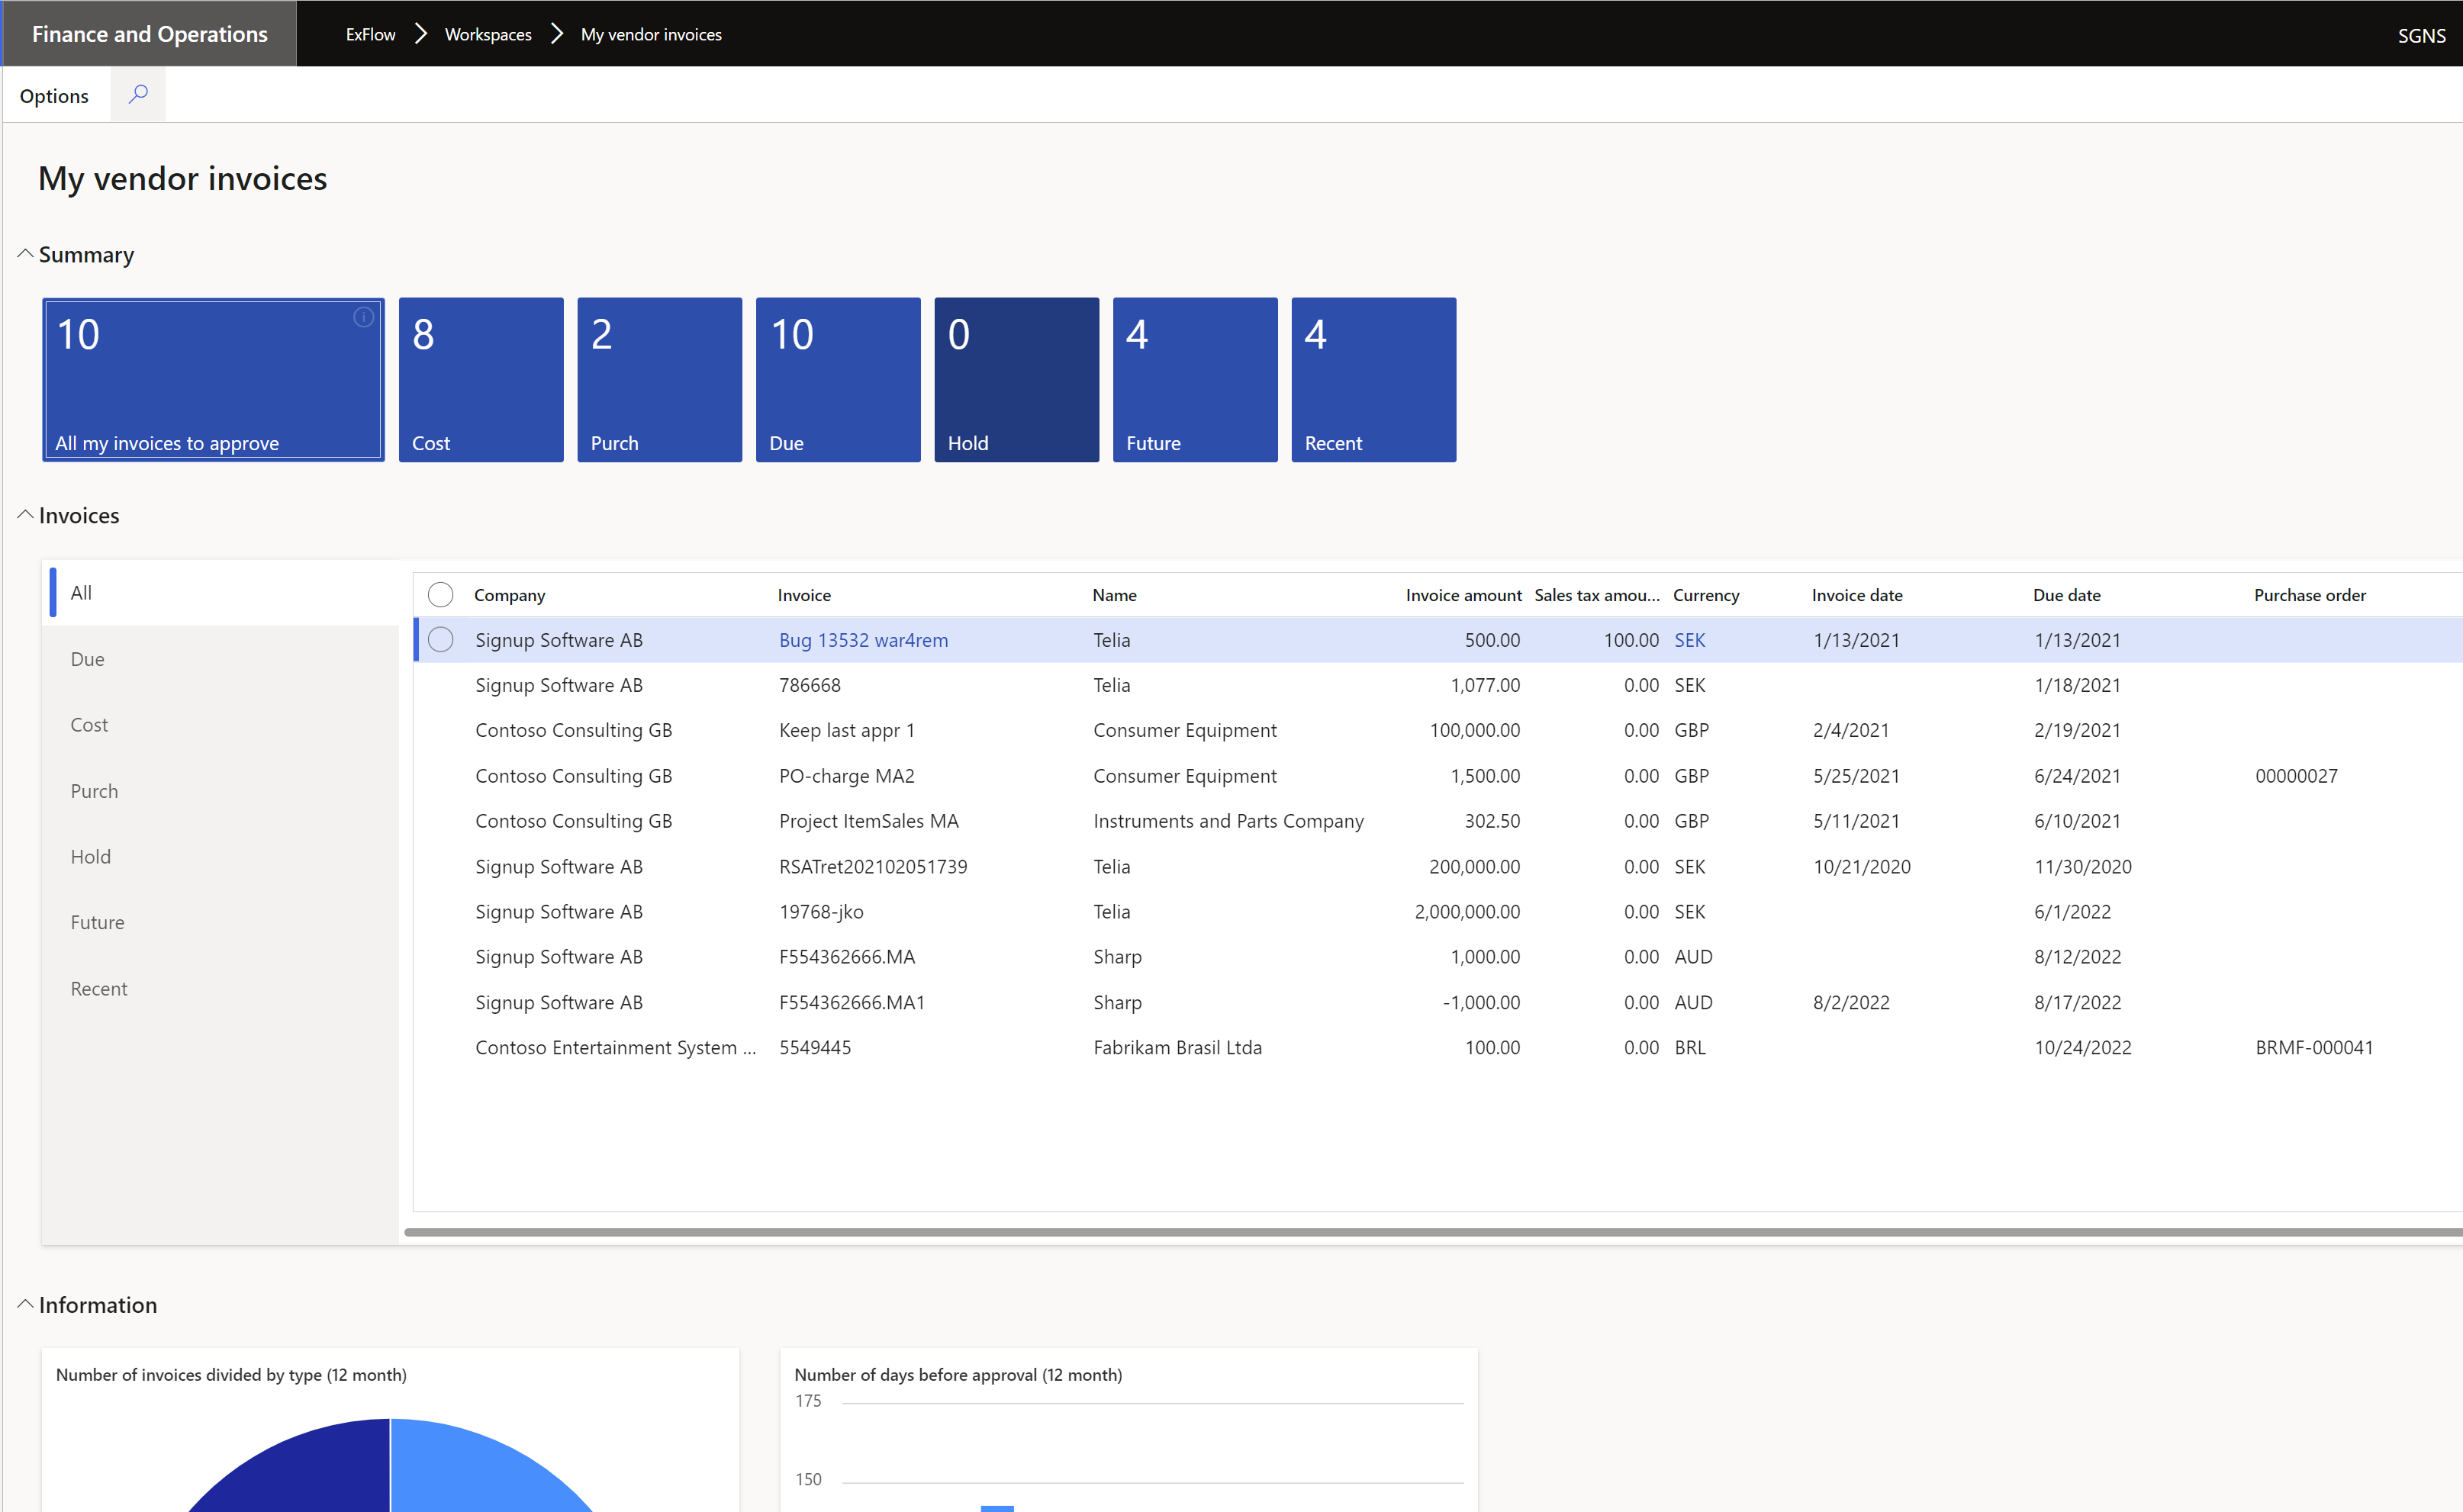 Finance and Operations
ExFlow Workspaces My vendor invoices
SGNS
Options
My vendor invoices
Summary
10
All my invoices to approve
8
Cost
2
Purch
10
Due
0
Hold
4
Future
4
Recent
Invoices
All
Due
Cost
Purch
Hold
Future
Recent
Company Invoice Name Invoice amount Sales tax amou... Currency Invoice date Due date Purchase order
Signup Software AB Bug 13532 war4rem Telia 500.00 100.00 SEK 1/13/2021 1/13/2021
Signup Software AB 786668 Telia 1,077.00 0.00 SEK 1/18/2021
Contoso Consulting GB Keep last appr 1 Consumer Equipment 100,000.00 0.00 GBP 2/4/2021 2/19/2021
Contoso Consulting GB PO-charge MA2 Consumer Equipment 1,500.00 0.00 GBP 5/25/2021 6/24/2021 00000027
Contoso Consulting GB Project ItemSales MA Instruments and Parts Company 302.50 0.00 GBP 5/11/2021 6/10/2021
Signup Software AB RSATret202102051739 Telia 200,000.00 0.00 SEK 10/21/2020 11/30/2020
Signup Software AB 19768-jko Telia 2,000,000.00 0.00 SEK 6/1/2022
Signup Software AB F554362666.MA Sharp 1,000.00 0.00 AUD 8/12/2022
Signup Software AB F554362666.MA1 Sharp -1,000.00 0.00 AUD 8/2/2022 8/17/2022
Contoso Entertainment System ... 5549445 Fabrikam Brasil Ltda 100.00 0.00 BRL 10/24/2022 BRMF-000041
Information
Number of invoices divided by type (12 month)
Number of days before approval (12 month)
175
150